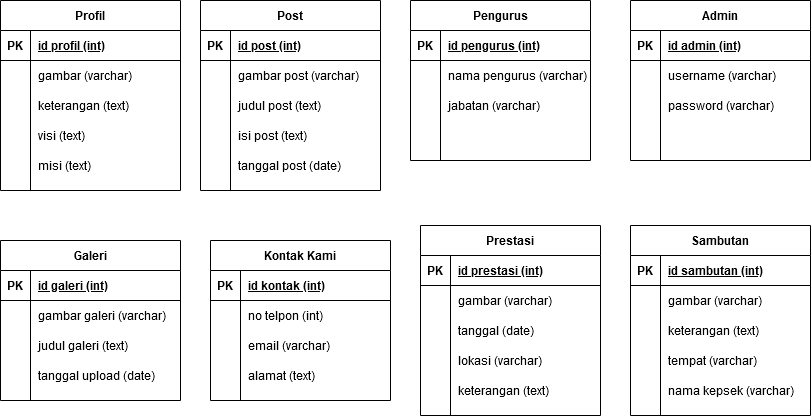 Profil
PK id profil (int)
gambar (varchar)
keterangan (text)
visi (text)
misi (text)
Post
PK id post (int)
gambar post (varchar)
judul post (text)
isi post (text)
tanggal post (date)
Pengurus
PK id pengurus (int)
nama pengurus (varchar)
jabatan (varchar)
Admin
PK id admin (int)
username (varchar)
password (varchar)
Galeri
PK id galeri (int)
gambar galeri (varchar)
judul galeri (text)
tanggal upload (date)
Kontak Kami
PK id kontak (int)
no telpon (int)
email (varchar)
alamat (text)
Prestasi
PK id prestasi (int)
gambar (varchar)
tanggal (date)
lokasi (varchar)
keterangan (text)
Sambutan
PK id sambutan (int)
gambar (varchar)
keterangan (text)
tempat (varchar)
nama kepsek (varchar)